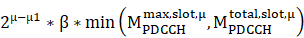 2^{μ−μ1} ∗ β ∗ min(M_{PDCCH}^{max,slot,μ}, M_{PDCCH}^{total,slot,μ})